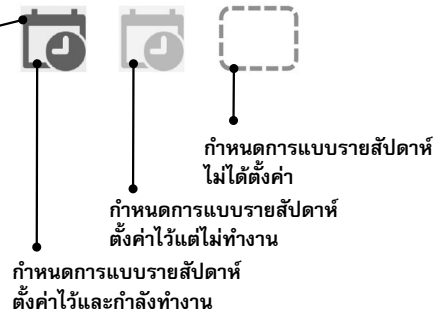 กำหนดการแบบรายสัปดาห์
ไม่ได้ตั้งค่า
กำหนดการแบบรายสัปดาห์
ตั้งค่าไว้แต่ไม่ทำงาน
กำหนดการแบบรายสัปดาห์
ตั้งค่าไว้และกำลังทำงาน